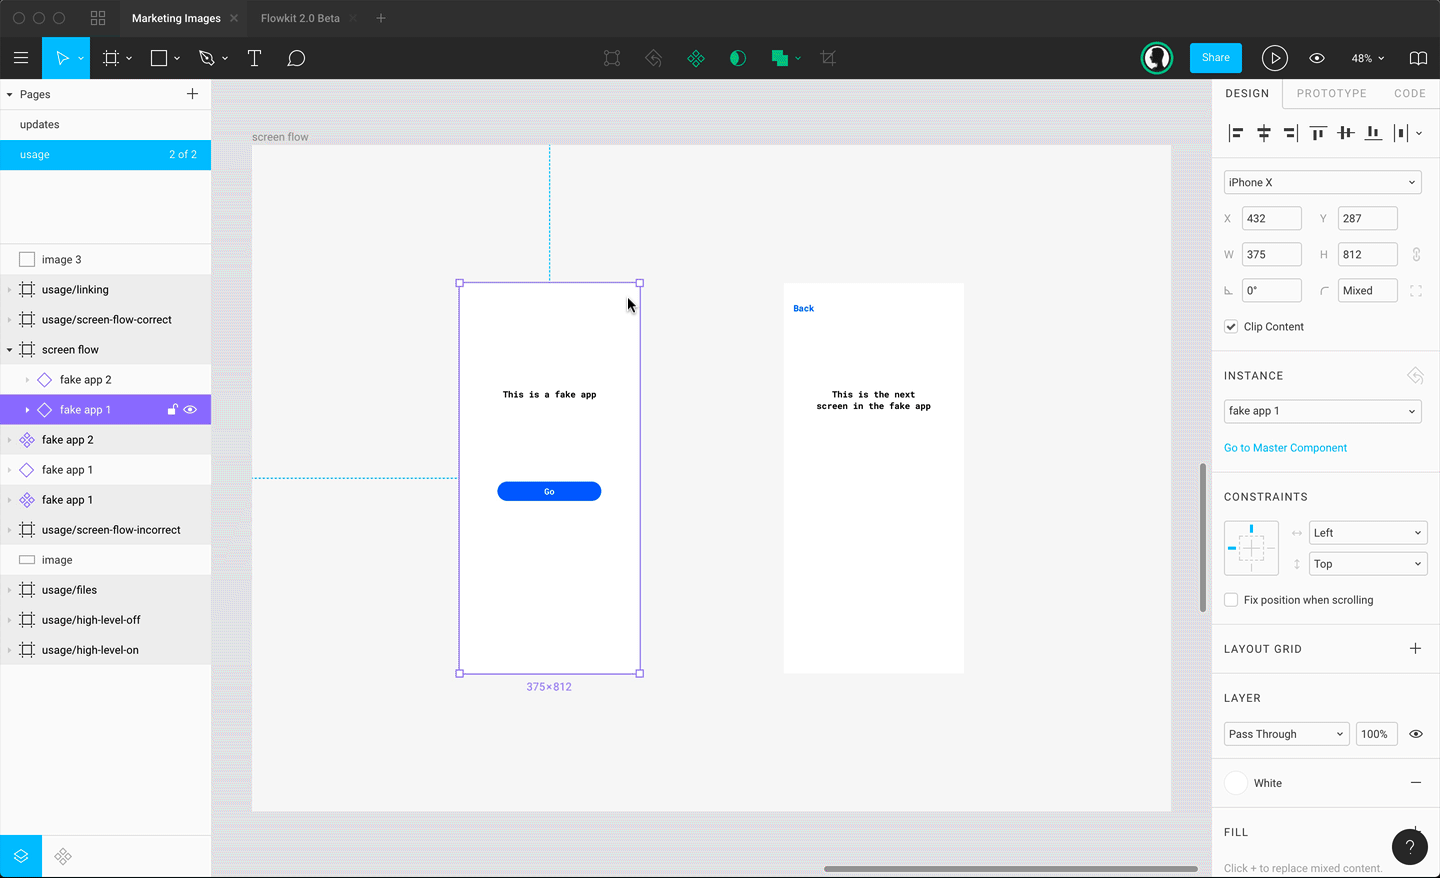 Marketing Images
Flowkit 2.0 Beta
Share
48%
Pages
updates
usage
2 of 2
image 3
usage/linking
usage/screen-flow-correct
screen flow
fake app 2
fake app 1
fake app 2
fake app 1
fake app 1
usage/screen-flow-incorrect
image
usage/files
usage/high-level-off
usage/high-level-on
screen flow
This is a fake app
Go
375×812
Back
This is the next
screen in the fake app
DESIGN
PROTOTYPE
CODE
iPhone X
X 432 Y 287
W 375 H 812
0° Mixed
Clip Content
INSTANCE
fake app 1
Go to Master Component
CONSTRAINTS
Left
Top
Fix position when scrolling
LAYOUT GRID
LAYER
Pass Through 100%
White
FILL
?
Click + to replace mixed content.